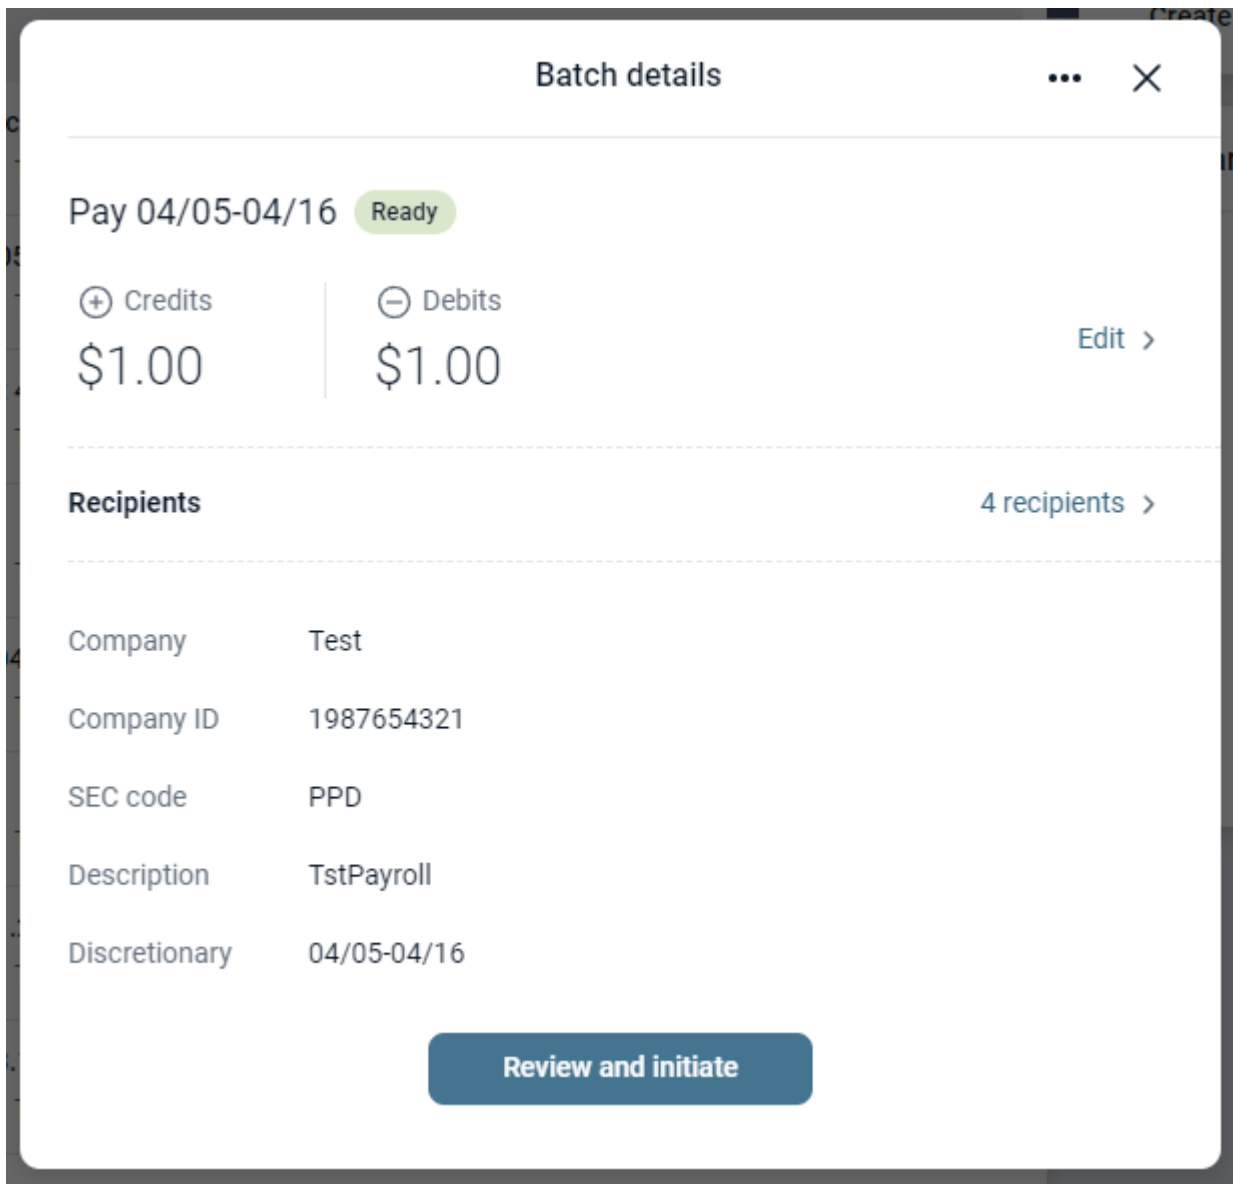 Create
Batch details
Pay 04/05-04/16 Ready
Credits Debits
$1.00 $1.00
Edit
Recipients 4 recipients
Company Test
Company ID 1987654321
SEC code PPD
Description TstPayroll
Discretionary 04/05-04/16
Review and initiate